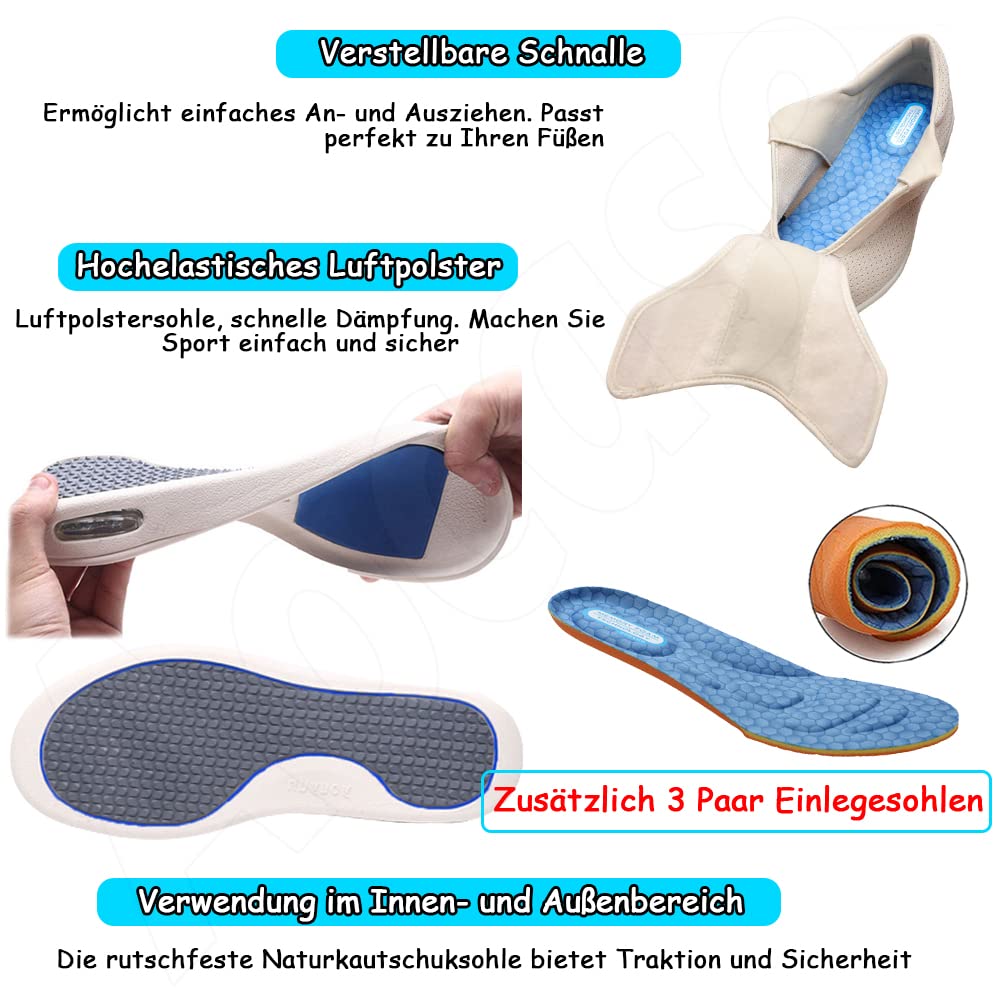 Verstellbare Schnalle
Ermöglicht einfaches An- und Ausziehen. Passt
perfekt zu Ihren Füßen
Hochelastisches Luftpolster
Luftpolstersohle, schnelle Dämpfung. Machen Sie
Sport einfach und sicher
Zusätzlich 3 Paar Einlegesohlen
Verwendung im Innen- und Außenbereich
Die rutschfeste Naturkautschuksohle bietet Traktion und Sicherheit